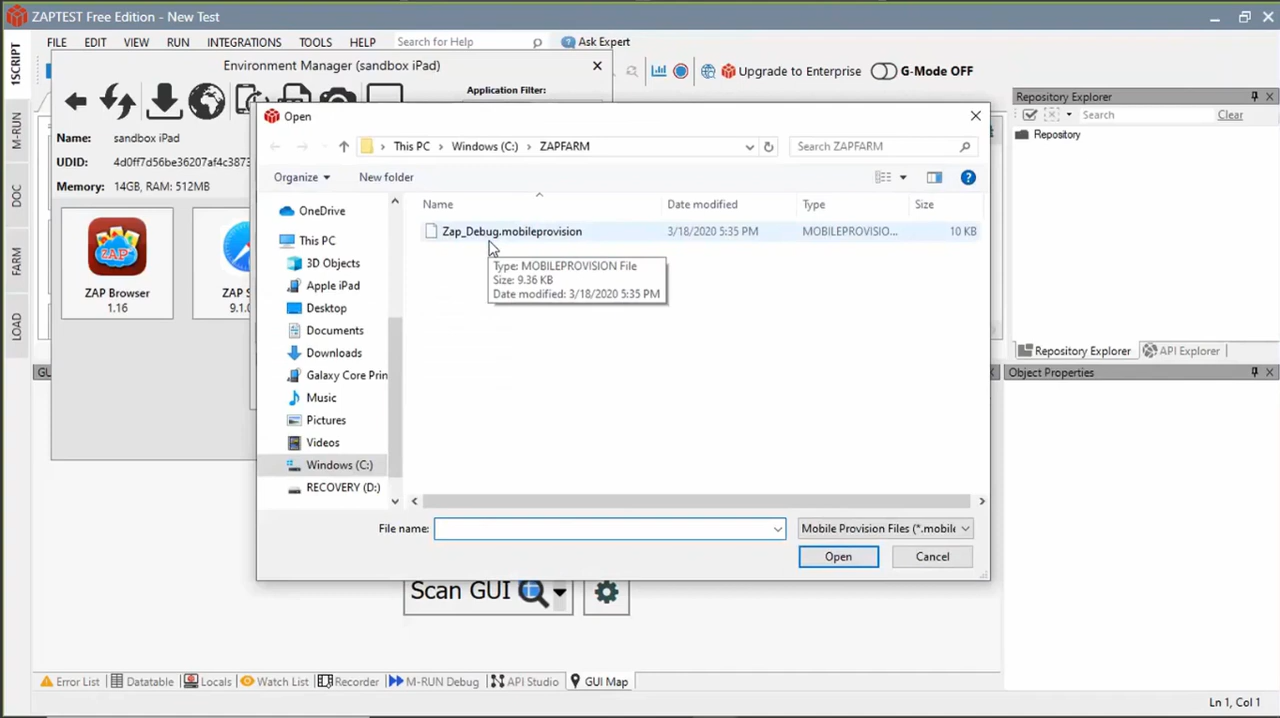 ZAPTEST Free Edition - New Test
1SCRIPT
M-RUN
DOC
FARM
LOAD
FILE EDIT VIEW RUN INTEGRATIONS TOOLS HELP Search for Help Ask Expert
Upgrade to Enterprise G-Mode OFF
Environment Manager (sandbox iPad)
Application Filter:
Name: sandbox iPad
UDID: 4d0ff7d56be36207af4c3873
Memory: 14GB, RAM: 512MB
ZAP
ZAP Browser
1.16
ZAP S
9.1.0
Open
This PC > Windows (C:) > ZAPFARM
Search ZAPFARM
Organize New folder
OneDrive
This PC
3D Objects
Apple iPad
Desktop
Documents
Downloads
Galaxy Core Prin
Music
Pictures
Videos
Windows (C:)
RECOVERY (D:)
Name Date modified Type Size
Zap_Debug.mobileprovision 3/18/2020 5:35 PM MOBILEPROVISIO... 10 KB
Type: MOBILEPROVISION File
Size: 9.36 KB
Date modified: 3/18/2020 5:35 PM
File name:
Mobile Provision Files (*.mobile
Open Cancel
Repository Explorer
Search Clear
Repository
Repository Explorer API Explorer
Object Properties
GU
Scan GUI
Error List Datatable Locals Watch List Recorder M-RUN Debug API Studio GUI Map
Ln 1, Col 1